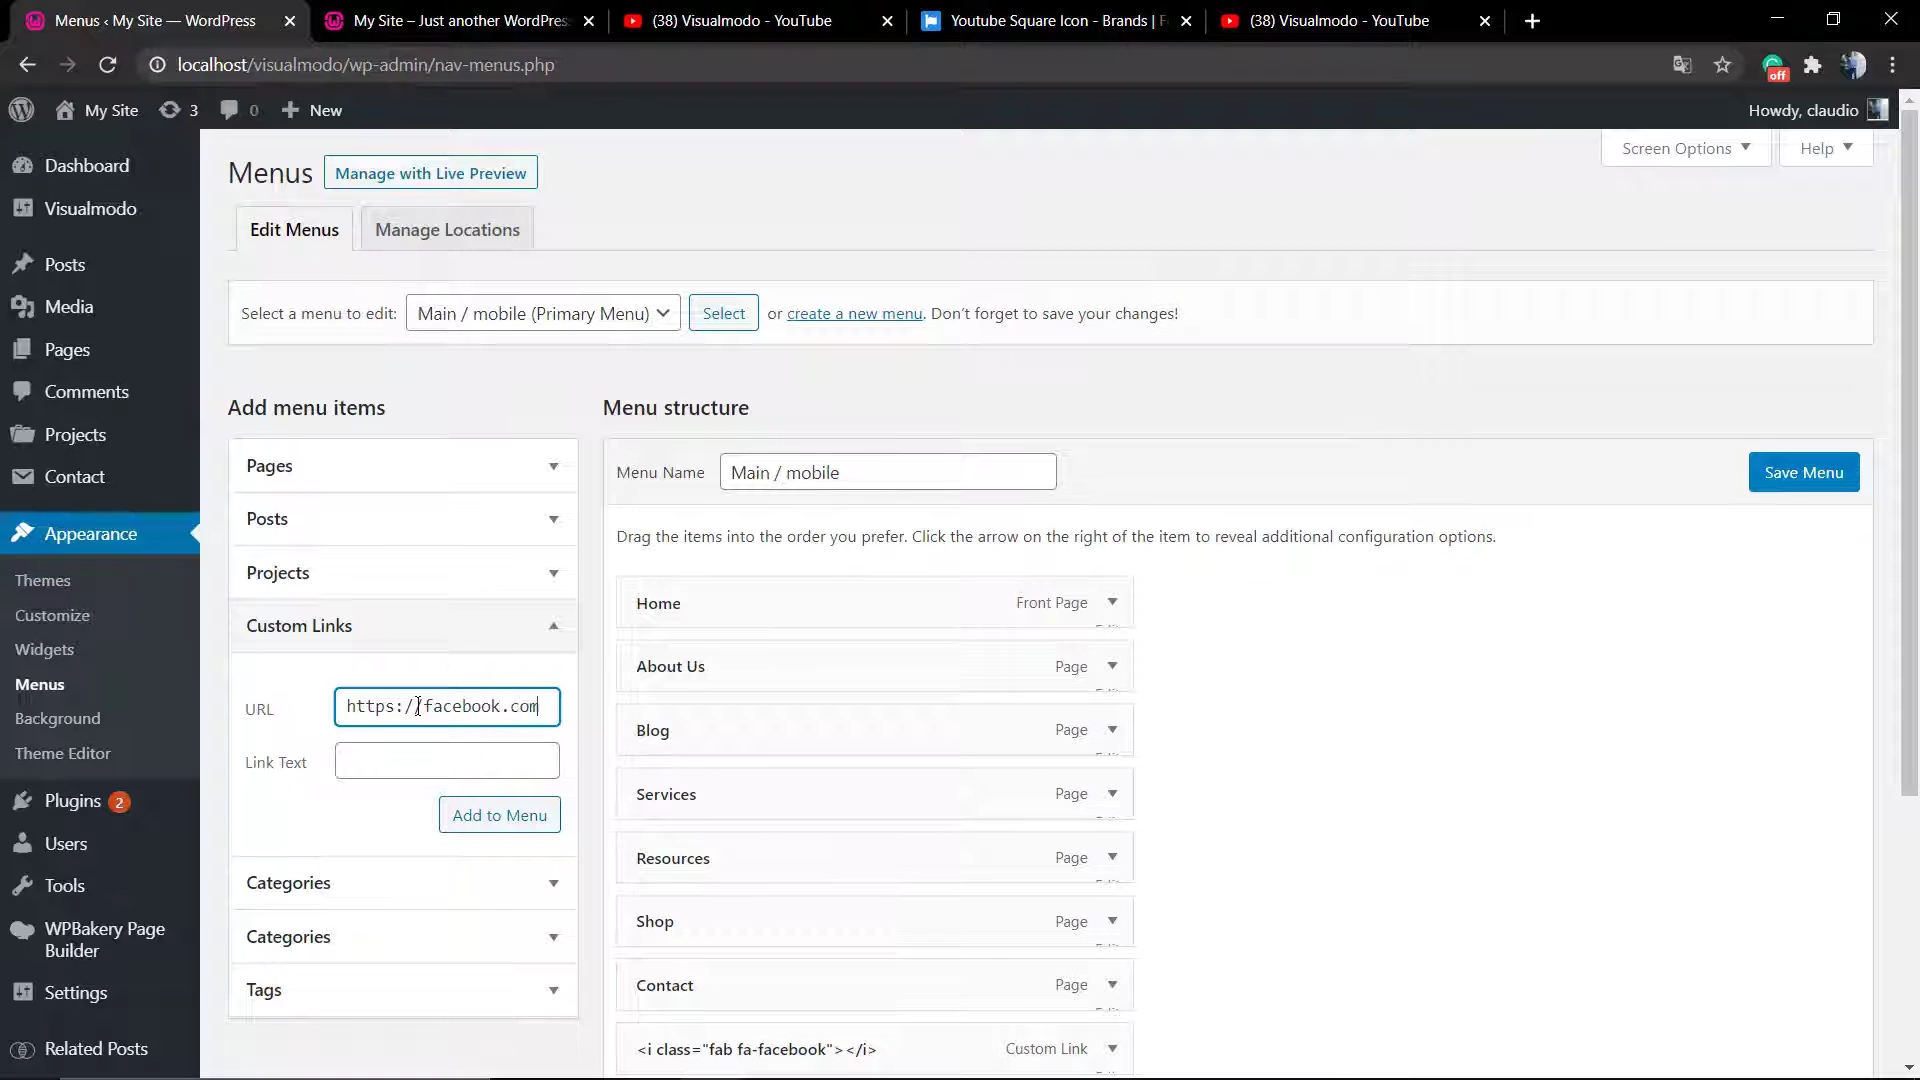 Menus ‹ My Site — WordPress
My Site – Just another WordPres
(38) Visualmodo - YouTube
Youtube Square Icon - Brands | F
(38) Visualmodo - YouTube
localhost/visualmodo/wp-admin/nav-menus.php
off
My Site
3
0
New
Howdy, claudio
Dashboard
Visualmodo
Posts
Media
Pages
Comments
Projects
Contact
Appearance
Themes
Customize
Widgets
Menus
Background
Theme Editor
Plugins 2
Users
Tools
WPBakery Page
Builder
Settings
Related Posts
Menus
Manage with Live Preview
Screen Options
Help
Edit Menus
Manage Locations
Select a menu to edit: Main / mobile (Primary Menu) Select or create a new menu. Don’t forget to save your changes!
Add menu items
Pages
Posts
Projects
Custom Links
URL https://facebook.com
Link Text
Add to Menu
Categories
Categories
Tags
Menu structure
Menu Name Main / mobile
Save Menu
Drag the items into the order you prefer. Click the arrow on the right of the item to reveal additional configuration options.
Home Front Page
About Us Page
Blog Page
Services Page
Resources Page
Shop Page
Contact Page
<i class="fab fa-facebook"></i> Custom Link